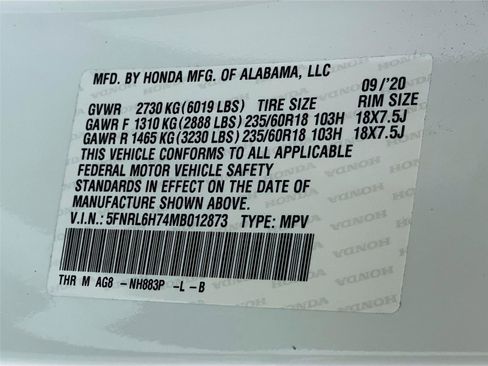 MFD. BY HONDA MFG. OF ALABAMA, LLC 09/'20
GVWR 2730 KG (6019 LBS) TIRE SIZE RIM SIZE
GAWR F 1310 KG (2888 LBS) 235/60R18 103H 18X7.5J
GAWR R 1465 KG (3230 LBS) 235/60R18 103H 18X7.5J
THIS VEHICLE CONFORMS TO ALL APPLICABLE
FEDERAL MOTOR VEHICLE SAFETY
STANDARDS IN EFFECT ON THE DATE OF
MANUFACTURE SHOWN ABOVE.
V.I.N.: 5FNRL6H74MB012873 TYPE: MPV
THR M AG8 -NH883P -L -B